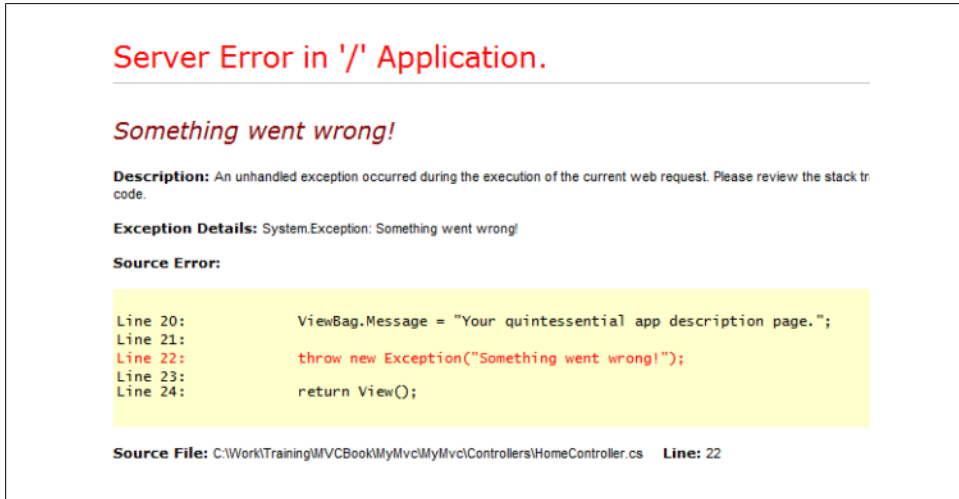 Server Error in '/' Application.
Something went wrong!
Description: An unhandled exception occurred during the execution of the current web request. Please review the stack
code.
Exception Details: System.Exception: Something went wrong!
Source Error:
Line 20: ViewBag.Message = "Your quintessential app description page.";
Line 21:
Line 22: throw new Exception("Something went wrong!");
Line 23:
Line 24: return View();
Source File: C:\Work\Training\MVCBook\MyMvc\MyMvc\Controllers\HomeController.cs Line: 22